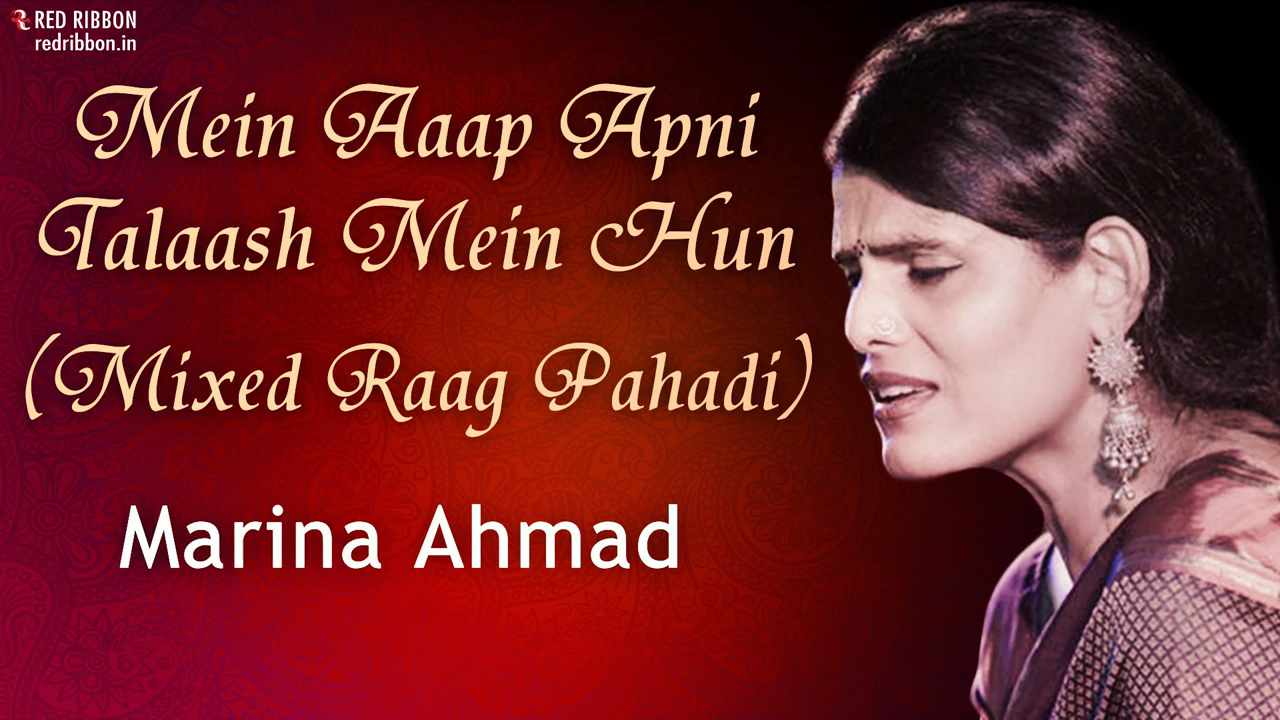 RED RIBBON
redribbon.in
Mein Aaap Apni
Talaash Mein Hun
(Mixed Raag Pahadi)
Marina Ahmad